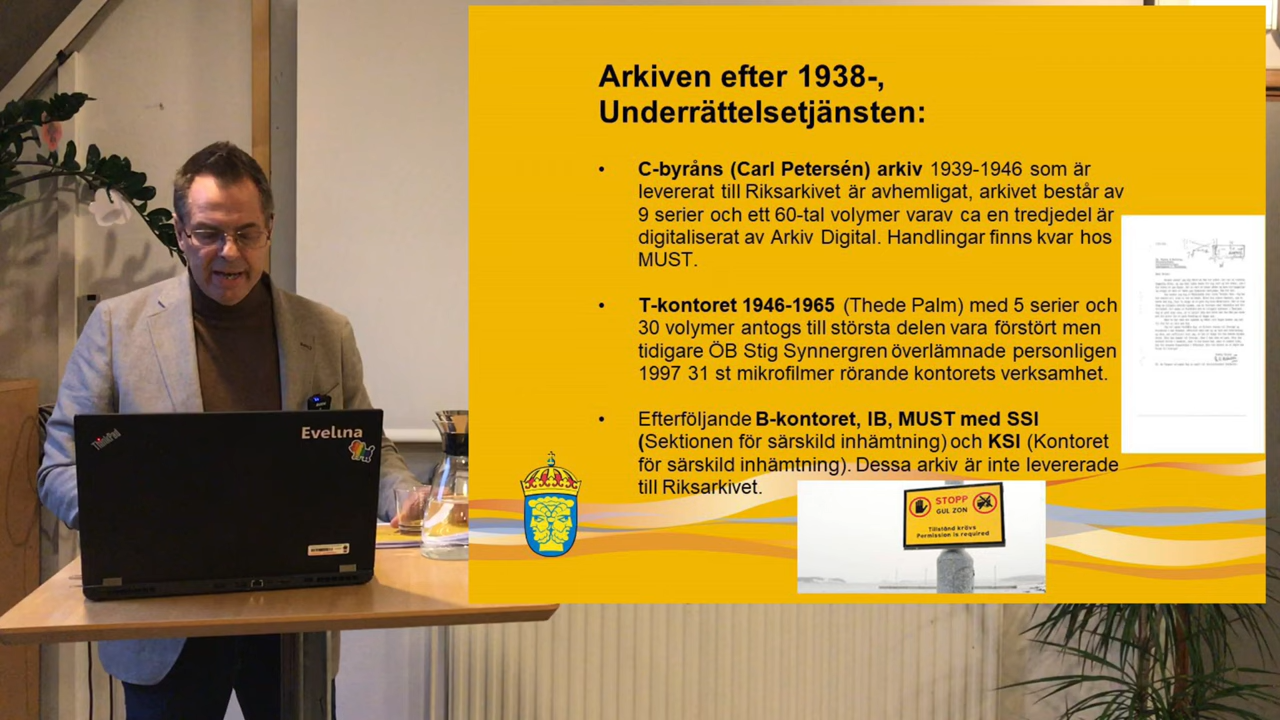 Arkiven efter 1938-,
Underrättelsetjänsten:
• C-byråns (Carl Petersén) arkiv 1939-1946 som är
levererat till Riksarkivet är avhemligat, arkivet består av
9 serier och ett 60-tal volymer varav ca en tredjedel är
digitaliserat av Arkiv Digital. Handlingar finns kvar hos
MUST.
• T-kontoret 1946-1965 (Thede Palm) med 5 serier och
30 volymer antogs till största delen vara förstört men
tidigare ÖB Stig Synnergren överlämnade personligen
1997 31 st mikrofilmer rörande kontorets verksamhet.
• Efterföljande B-kontoret, IB, MUST med SSI
(Sektionen för särskild inhämtning) och KSI (Kontoret
för särskild inhämtning). Dessa arkiv är inte levererade
till Riksarkivet.
STOPP
GUL ZON
Tillstånd krävs
Permission is required
ThinkPad
Evelina